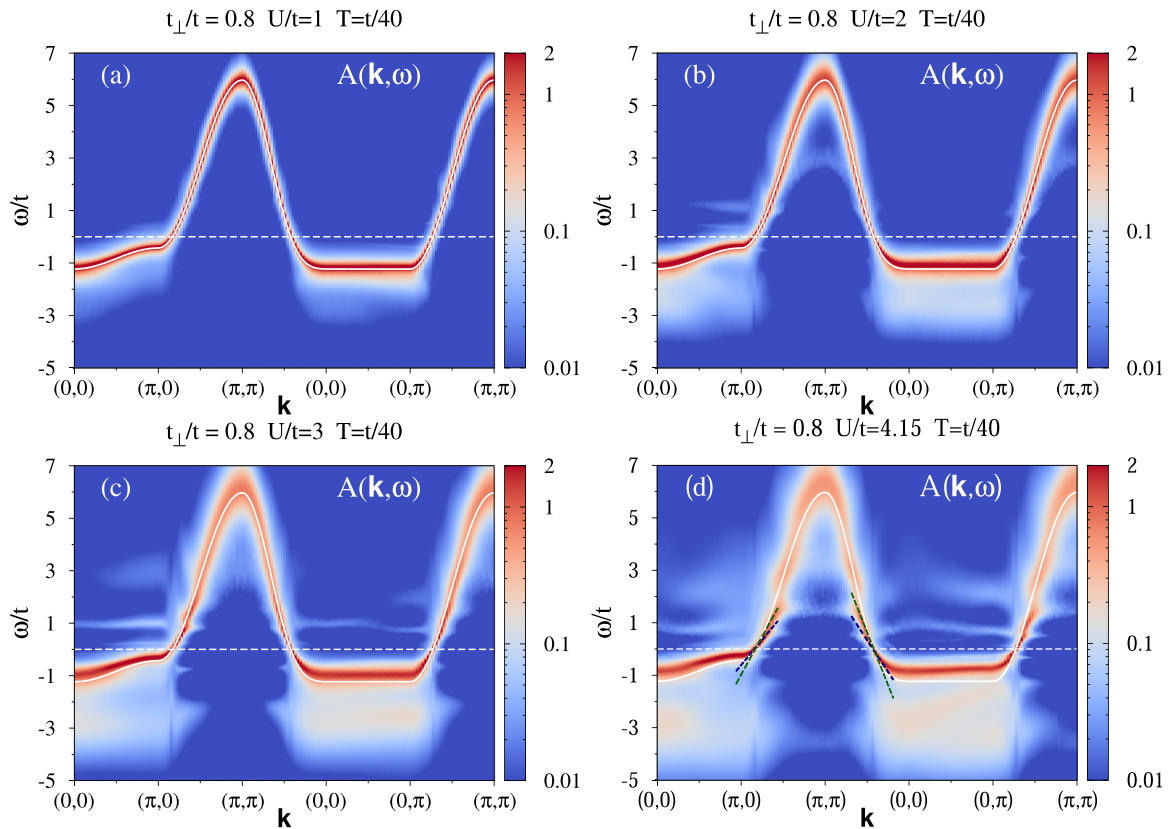 t⊥/t = 0.8 U/t=1 T=t/40
(a)
A(k,ω)
7
5
3
1
-1
-3
-5
ω/t
(0,0) (π,0) (π,π) (0,0) (0,π) (π,π)
k
2
1
0.1
0.01
t⊥/t = 0.8 U/t=2 T=t/40
(b)
A(k,ω)
7
5
3
1
-1
-3
-5
ω/t
(0,0) (π,0) (π,π) (0,0) (0,π) (π,π)
k
2
1
0.1
0.01
t⊥/t = 0.8 U/t=3 T=t/40
(c)
A(k,ω)
7
5
3
1
-1
-3
-5
ω/t
(0,0) (π,0) (π,π) (0,0) (0,π) (π,π)
k
2
1
0.1
0.01
t⊥/t = 0.8 U/t=4.15 T=t/40
(d)
A(k,ω)
7
5
3
1
-1
-3
-5
ω/t
(0,0) (π,0) (π,π) (0,0) (0,π) (π,π)
k
2
1
0.1
0.01